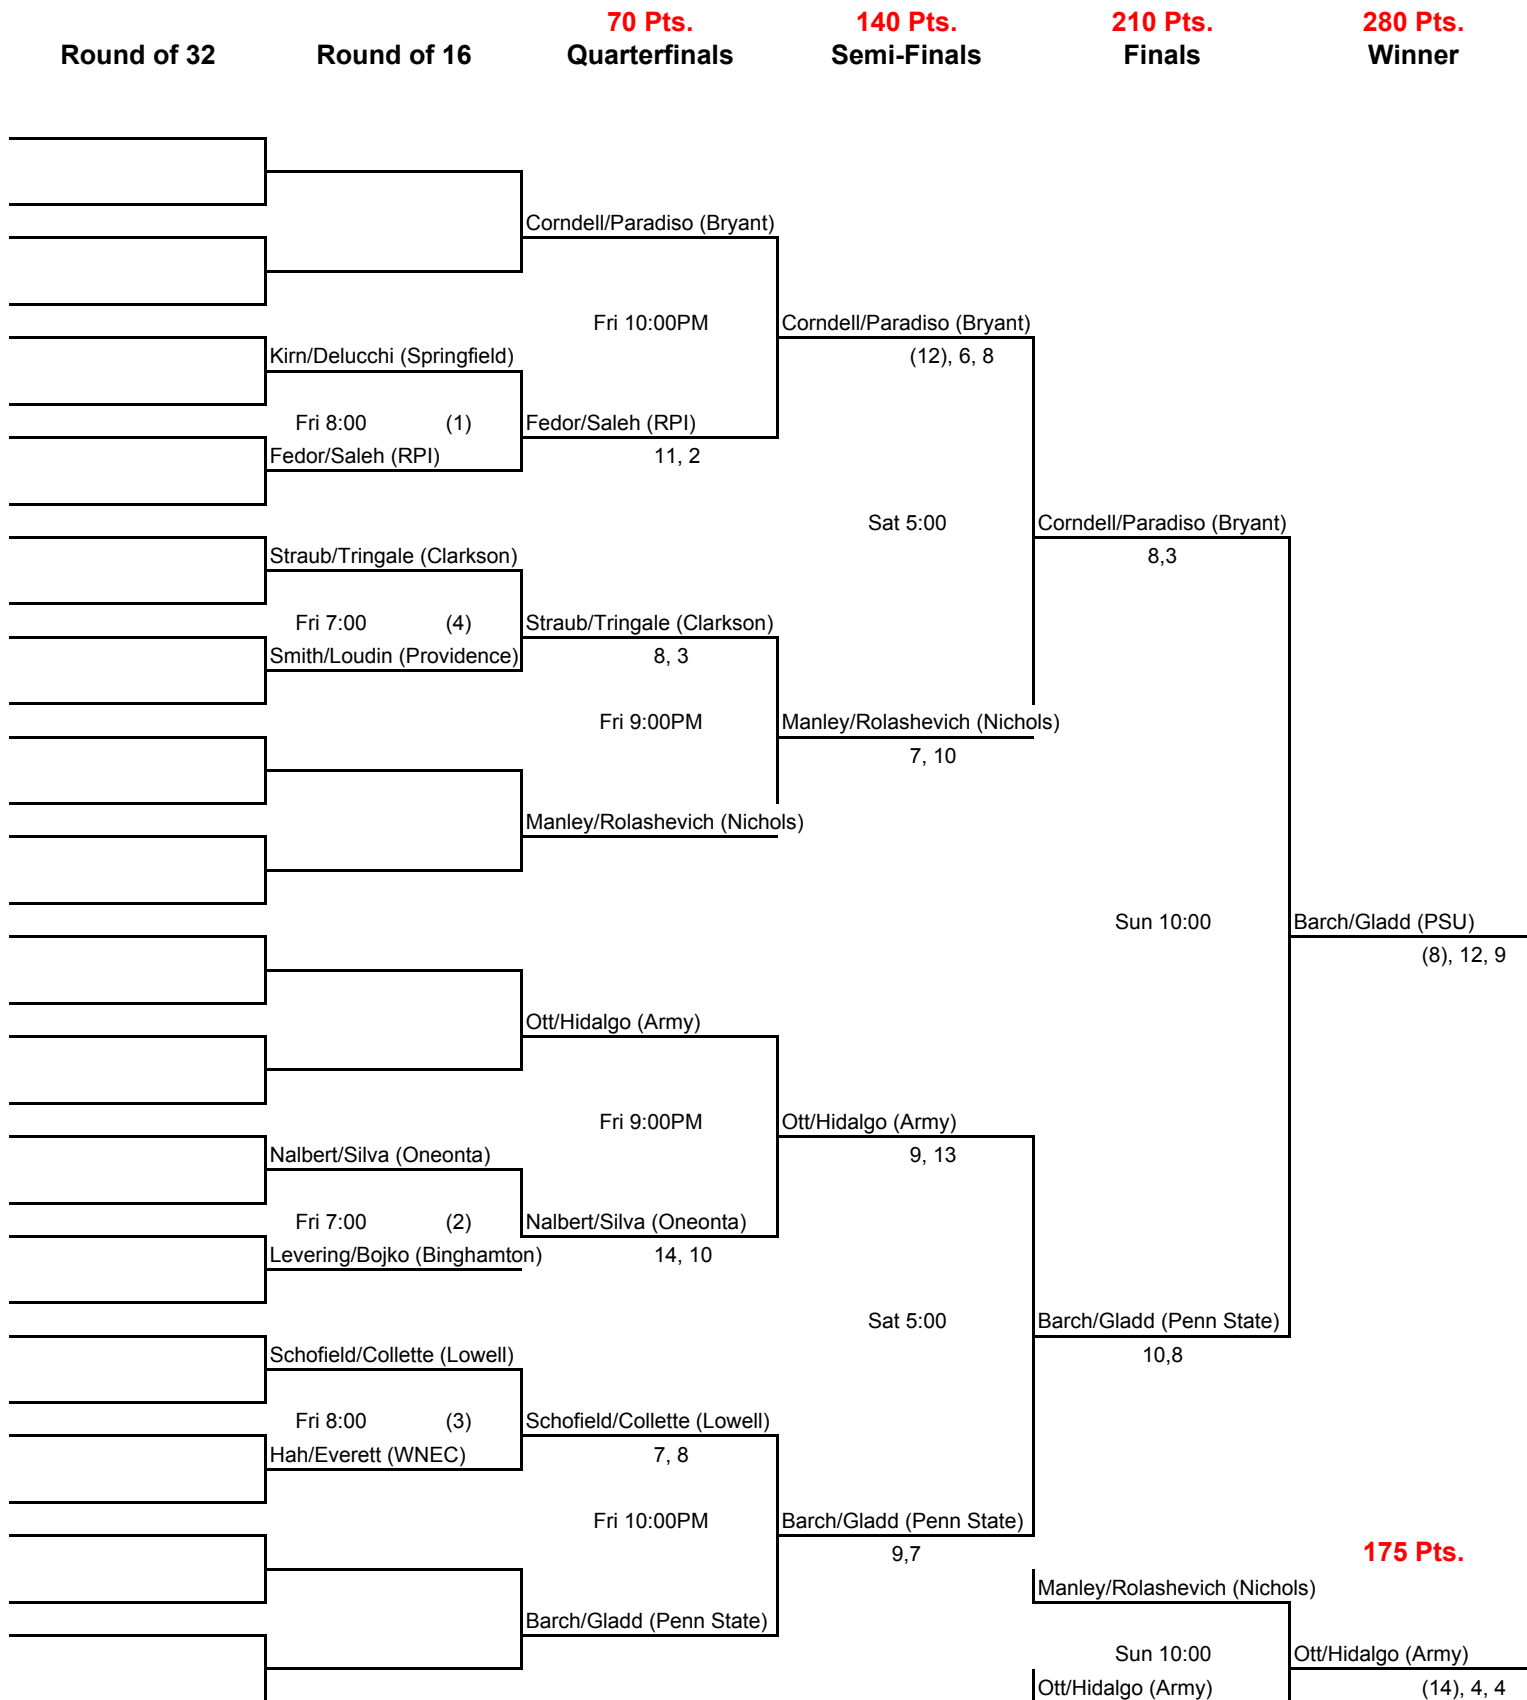 70 Pts. 140 Pts. 210 Pts. 280 Pts.
Round of 32 Round of 16 Quarterfinals Semi-Finals Finals Winner
Corndell/Paradiso (Bryant)
Fri 10:00PM Corndell/Paradiso (Bryant)
Kirn/Delucchi (Springfield) (12), 6, 8
Fri 8:00 (1) Fedor/Saleh (RPI)
Fedor/Saleh (RPI) 11, 2
Sat 5:00 Corndell/Paradiso (Bryant)
Straub/Tringale (Clarkson) 8,3
Fri 7:00 (4) Straub/Tringale (Clarkson)
Smith/Loudin (Providence) 8, 3
Fri 9:00PM Manley/Rolashevich (Nichols)
7, 10
Manley/Rolashevich (Nichols)
Sun 10:00 Barch/Gladd (PSU)
(8), 12, 9
Ott/Hidalgo (Army)
Fri 9:00PM Ott/Hidalgo (Army)
Nalbert/Silva (Oneonta) 9, 13
Fri 7:00 (2) Nalbert/Silva (Oneonta)
Levering/Bojko (Binghamton) 14, 10
Sat 5:00 Barch/Gladd (Penn State)
Schofield/Collette (Lowell) 10,8
Fri 8:00 (3) Schofield/Collette (Lowell)
Hah/Everett (WNEC) 7, 8
Fri 10:00PM Barch/Gladd (Penn State)
9,7 175 Pts.
Manley/Rolashevich (Nichols)
Barch/Gladd (Penn State)
Sun 10:00 Ott/Hidalgo (Army)
Ott/Hidalgo (Army) (14), 4, 4